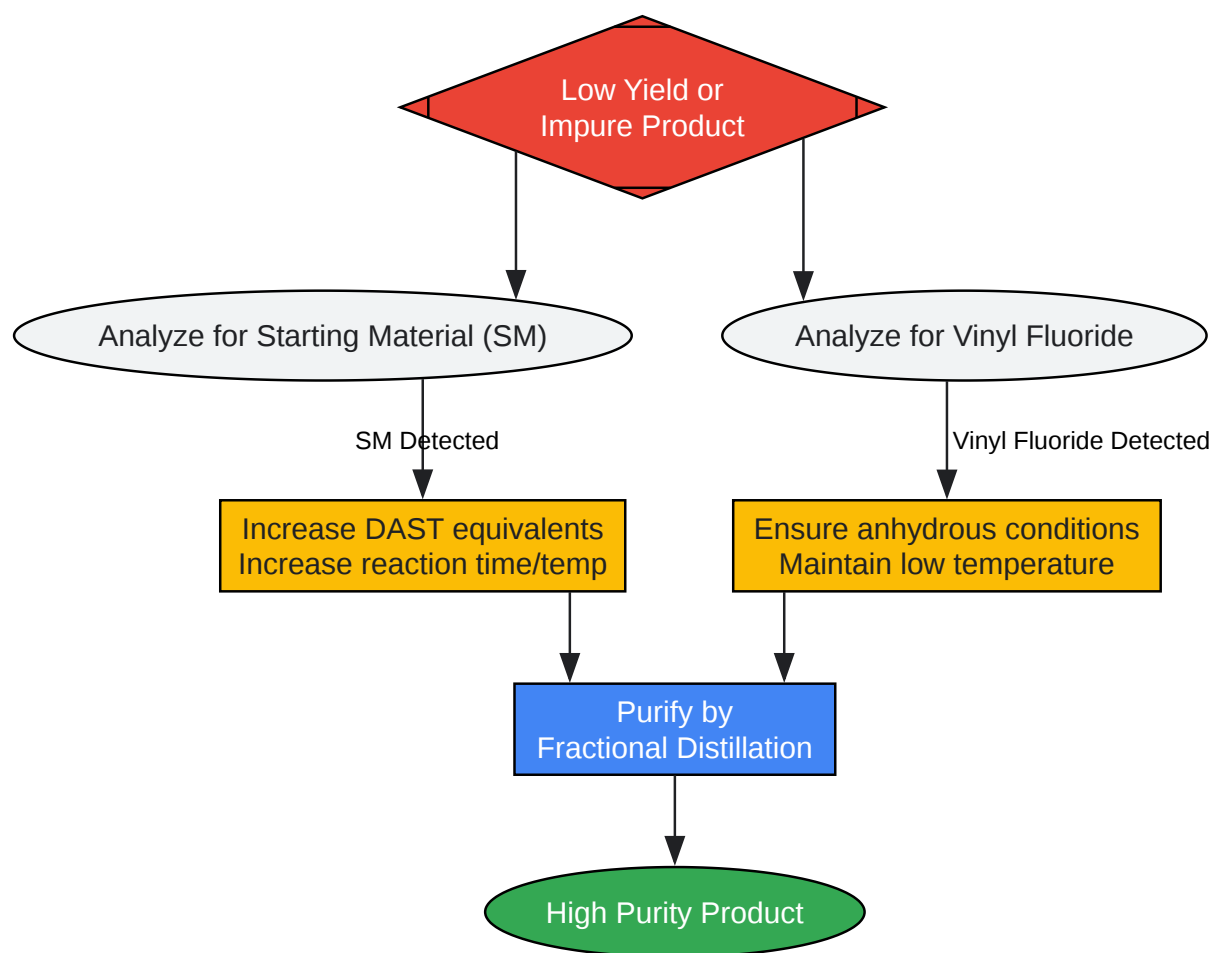 Low Yield or
Impure Product
Analyze for Starting Material (SM)
Analyze for Vinyl Fluoride
SM Detected
Vinyl Fluoride Detected
Increase DAST equivalents
Increase reaction time/temp
Ensure anhydrous conditions
Maintain low temperature
Purify by
Fractional Distillation
High Purity Product